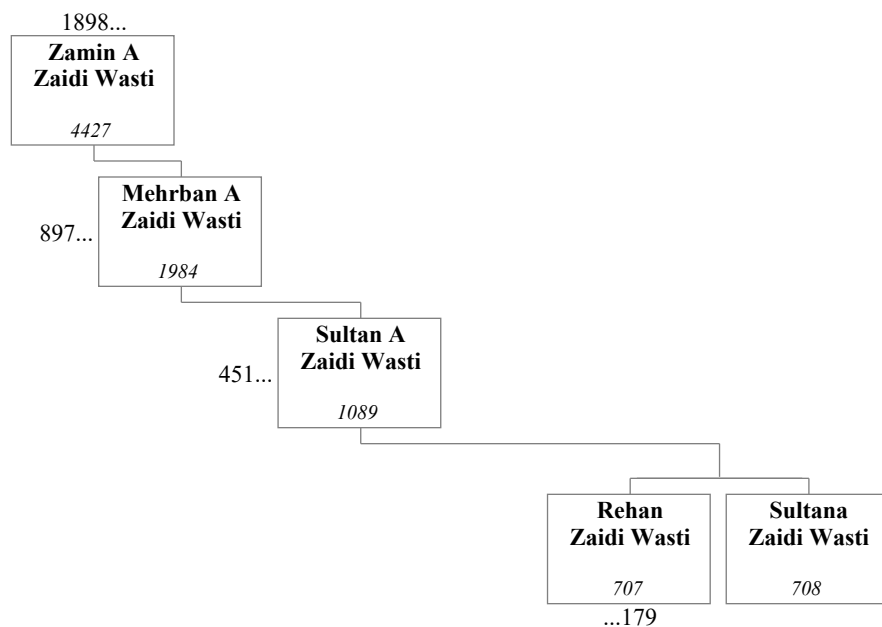 1898...
Zamin A
Zaidi Wasti
4427
Mehrban A
Zaidi Wasti
897...
1984
Sultan A
Zaidi Wasti
451...
1089
Rehan
Zaidi Wasti
707
...179
Sultana
Zaidi Wasti
708